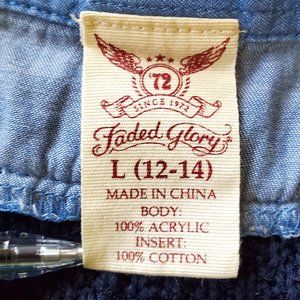 '72
SINCE 1972
Faded Glory
L (12-14)
MADE IN CHINA
BODY:
100% ACRYLIC
INSERT:
100% COTTON